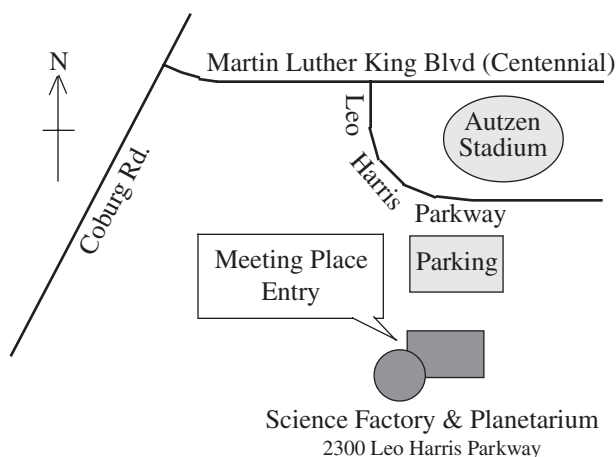 Martin Luther King Blvd (Centennial)
N
Leo
Harris
Parkway
Autzen
Stadium
Coburg Rd.
Parking
Meeting Place
Entry
Science Factory & Planetarium
2300 Leo Harris Parkway